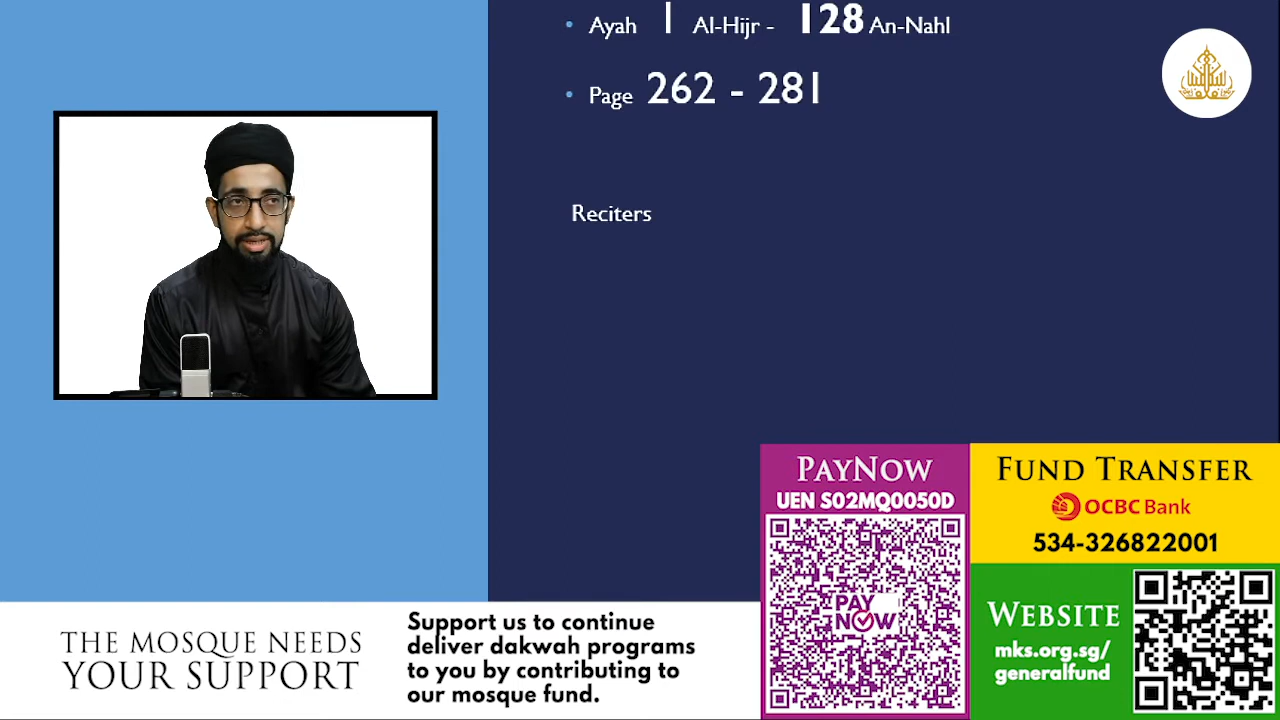 • Ayah 1 Al-Hijr - 128 An-Nahl
• Page 262 - 281
Reciters
PAYNOW
UEN S02MQ0050D
PAY
NOW
FUND TRANSFER
OCBC Bank
534-326822001
WEBSITE
mks.org.sg/
generalfund
THE MOSQUE NEEDS
YOUR SUPPORT
Support us to continue
deliver dakwah programs
to you by contributing to
our mosque fund.